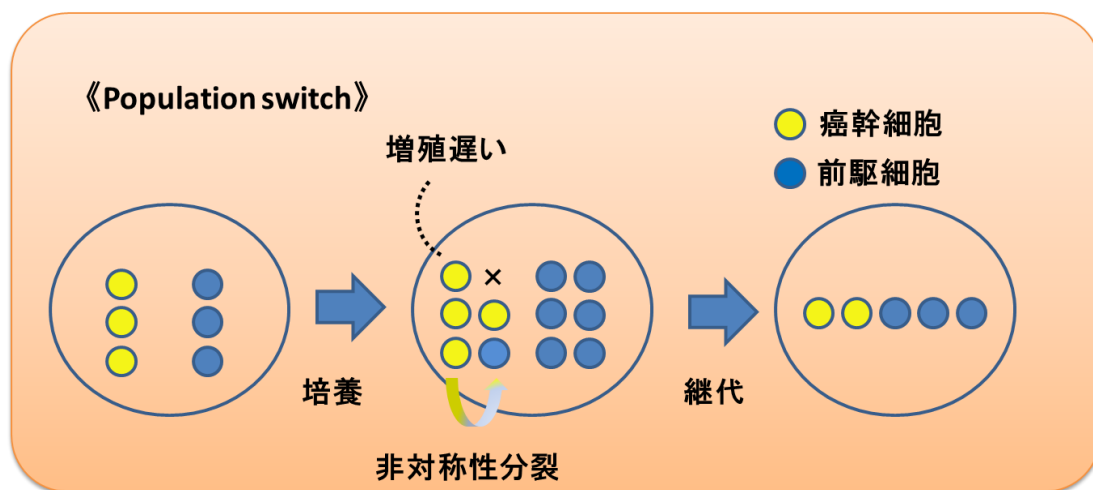 《Population switch》
癌幹細胞
前駆細胞
増殖遅い
×
培養
継代
非対称性分裂